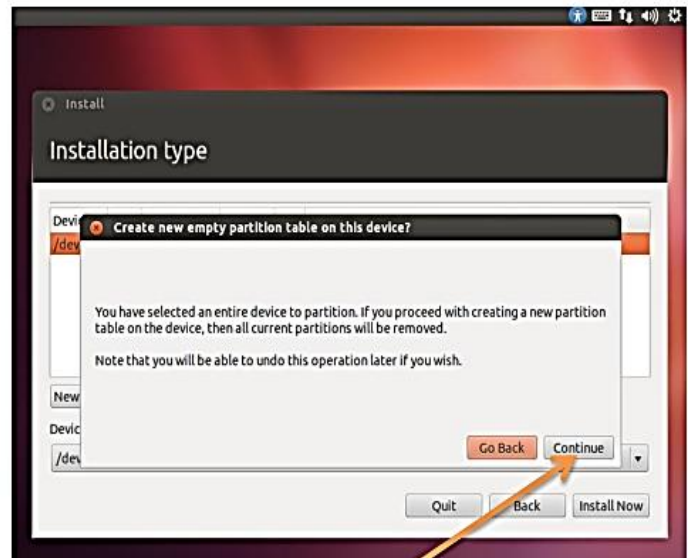 Install
Installation type
Devi
/dev
Create new empty partition table on this device?
You have selected an entire device to partition. If you proceed with creating a new partition
table on the device, then all current partitions will be removed.
Note that you will be able to undo this operation later if you wish.
New
Devic
Go Back Continue
/dev
Quit Back Install Now